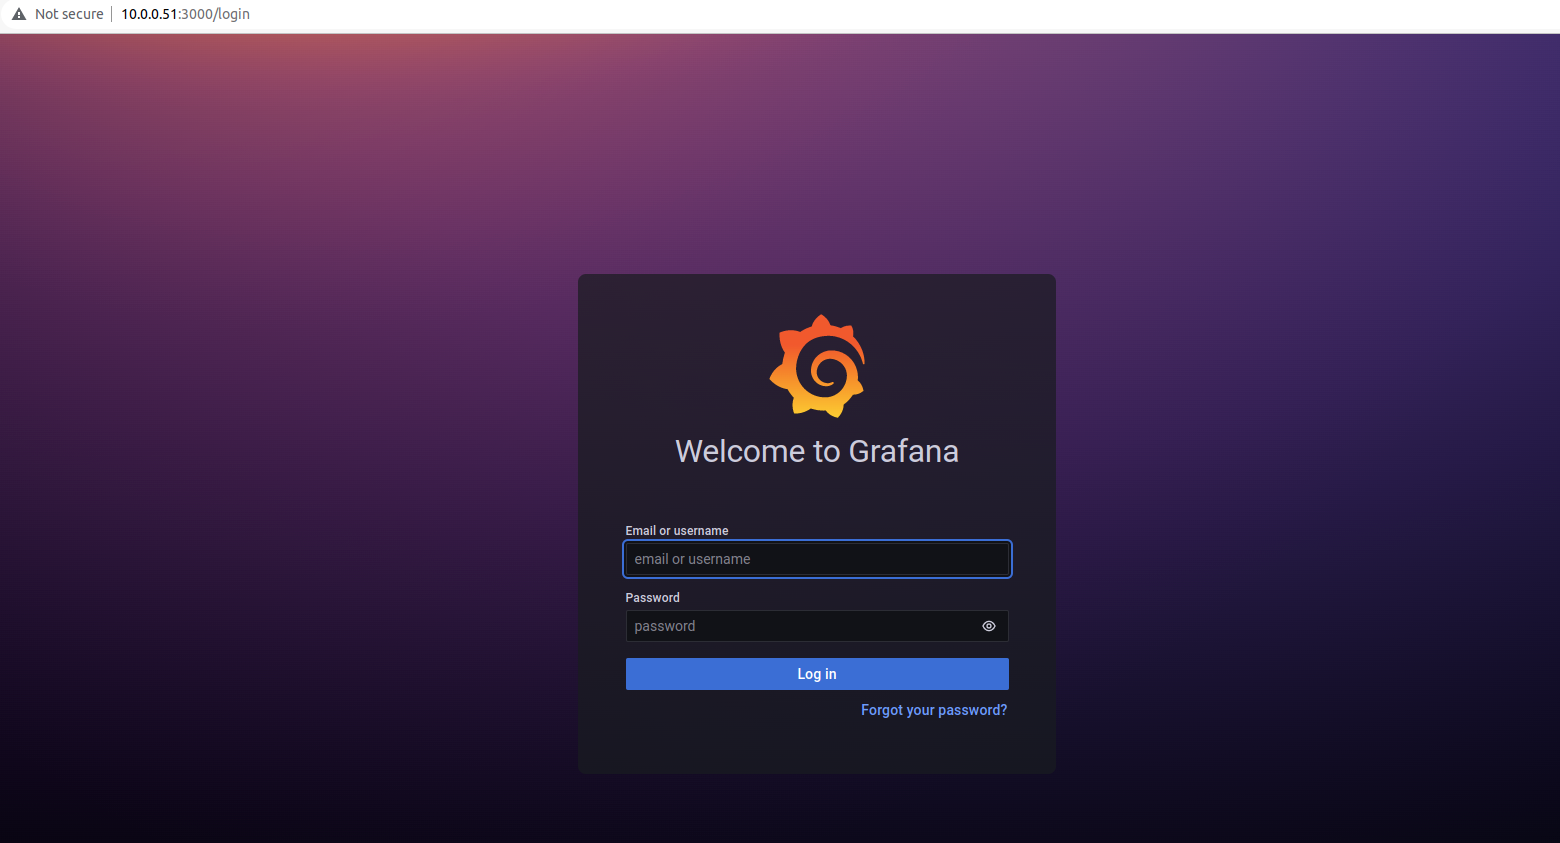 Not secure 10.0.0.51:3000/login
Welcome to Grafana
Email or username
email or username
Password
password
Log in
Forgot your password?